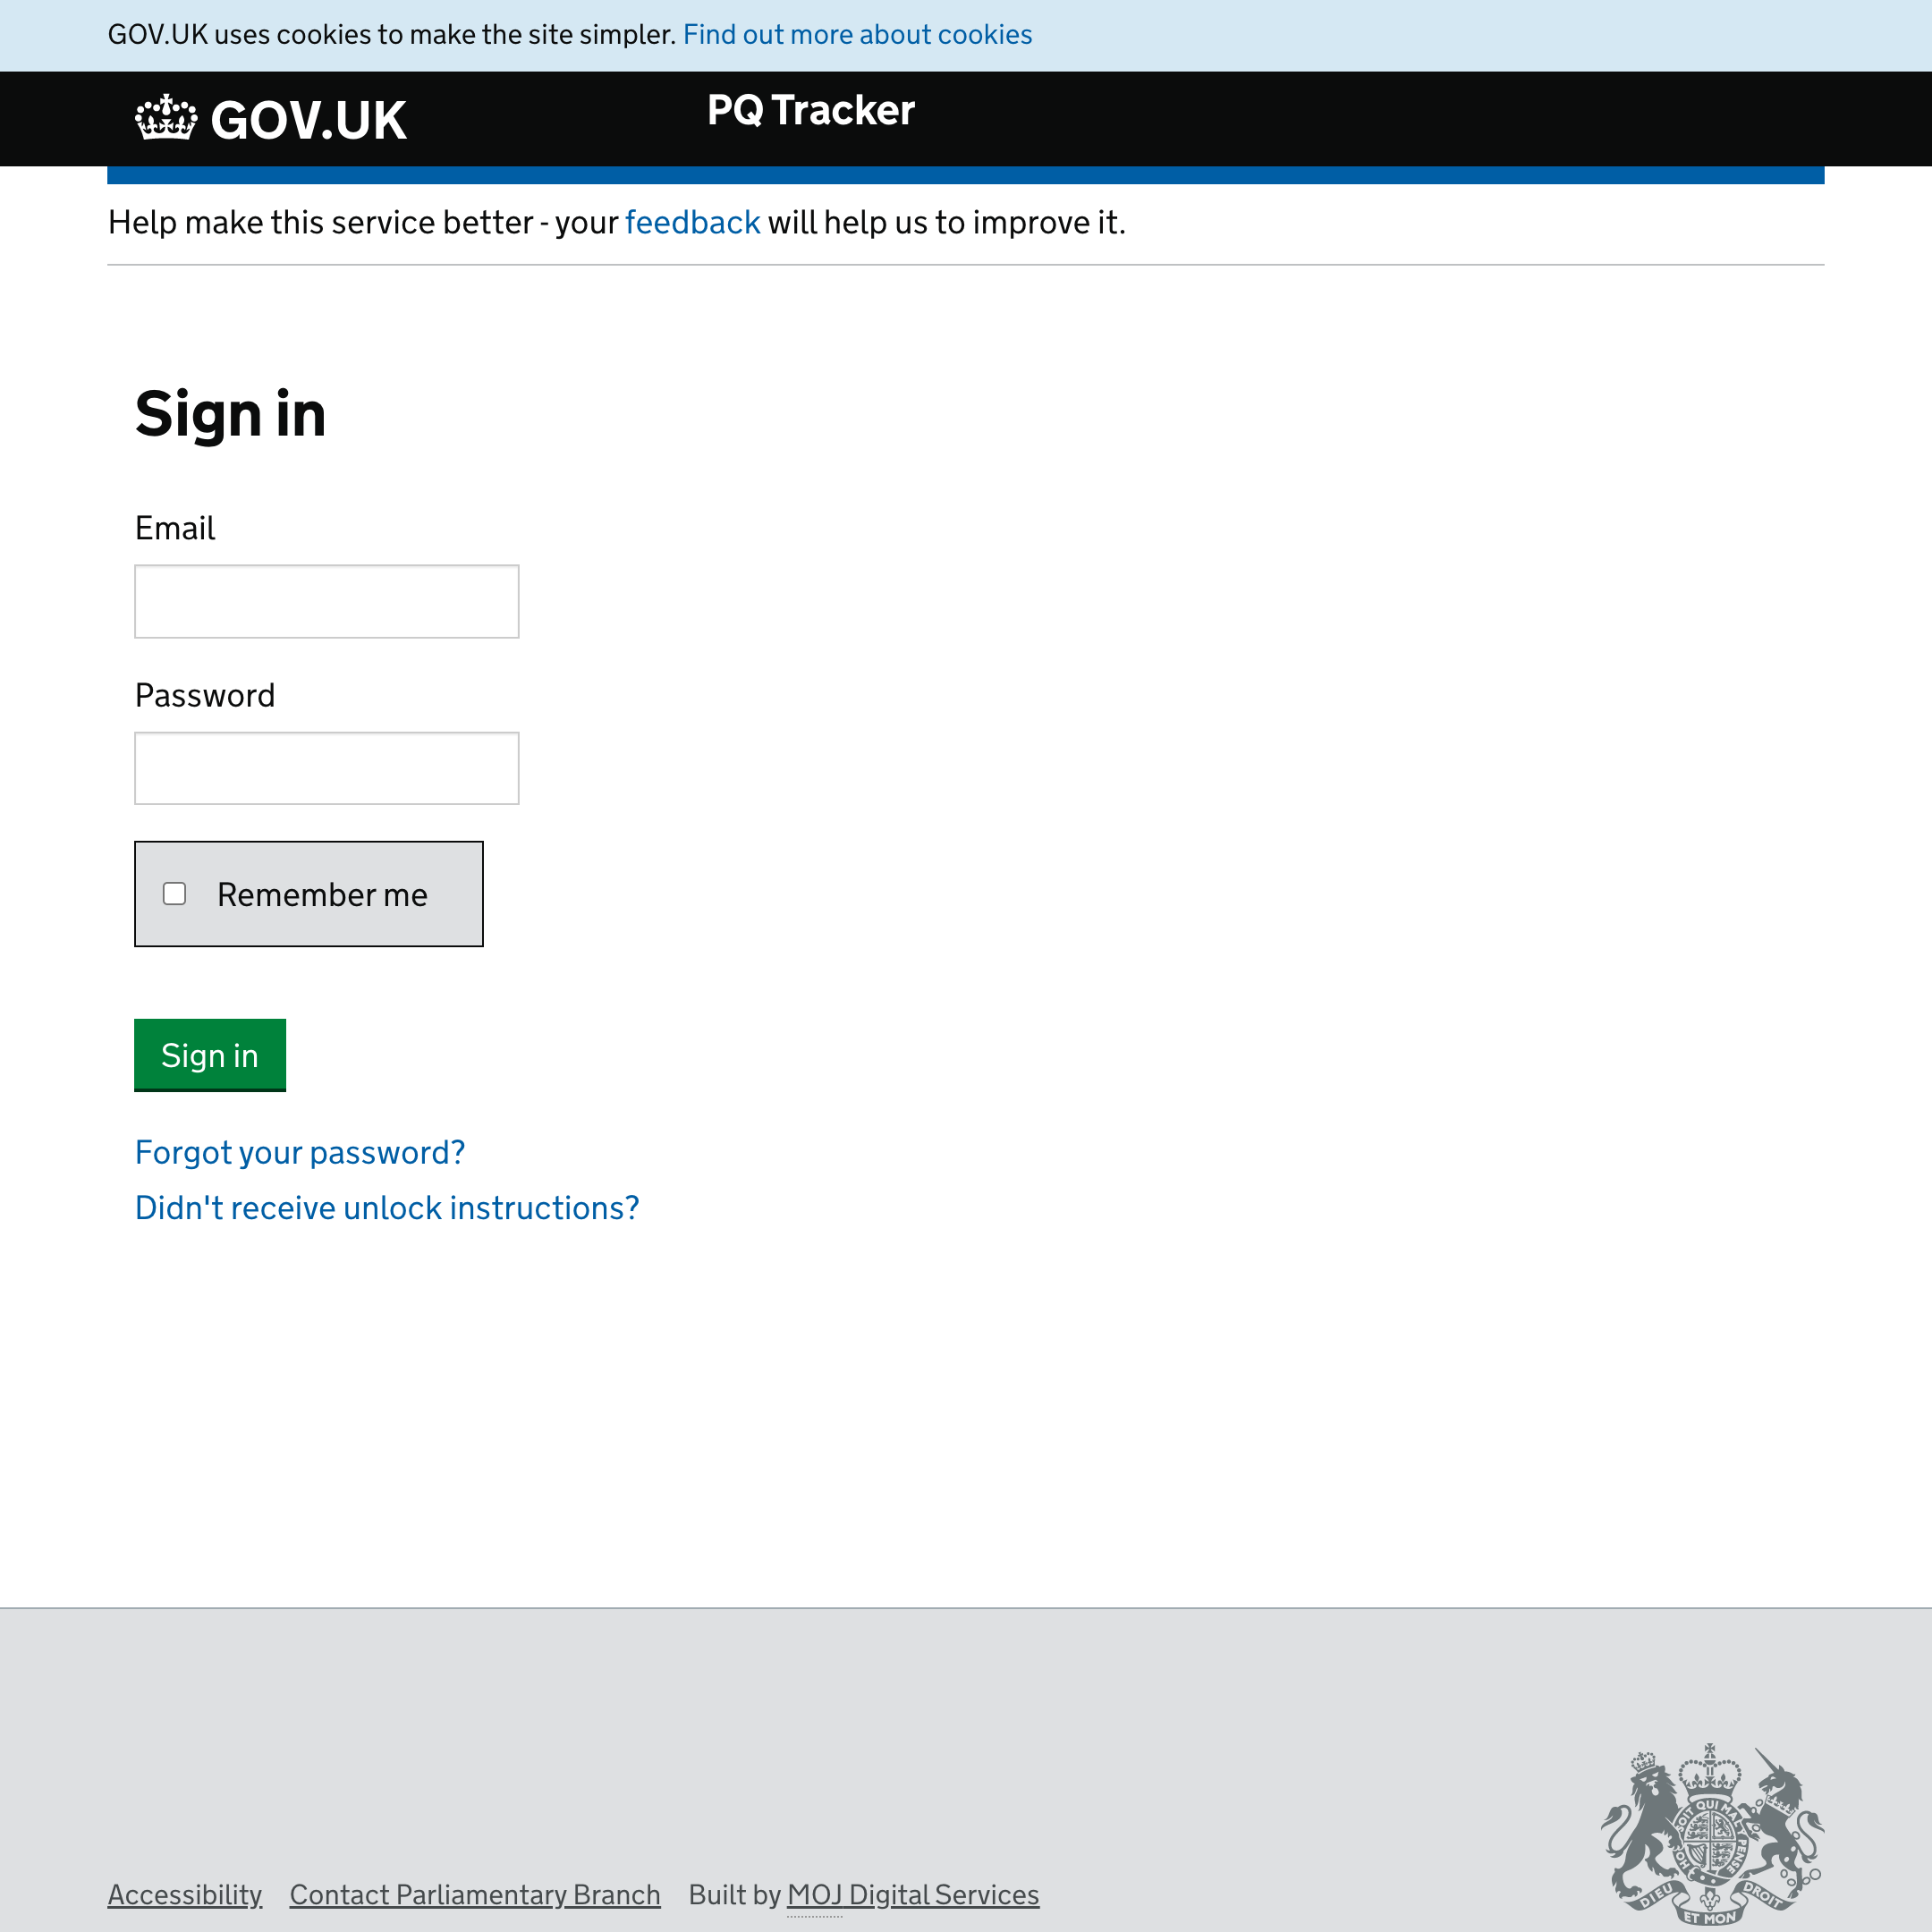 GOV.UK uses cookies to make the site simpler. Find out more about cookies
GOV.UK
PQ Tracker
Help make this service better - your feedback will help us to improve it.
Sign in
Email
Password
Remember me
Sign in
Forgot your password?
Didn't receive unlock instructions?
Accessibility Contact Parliamentary Branch Built by MOJ Digital Services
SOIT QUI MAL
PENSE
DIEU ET MON DROIT